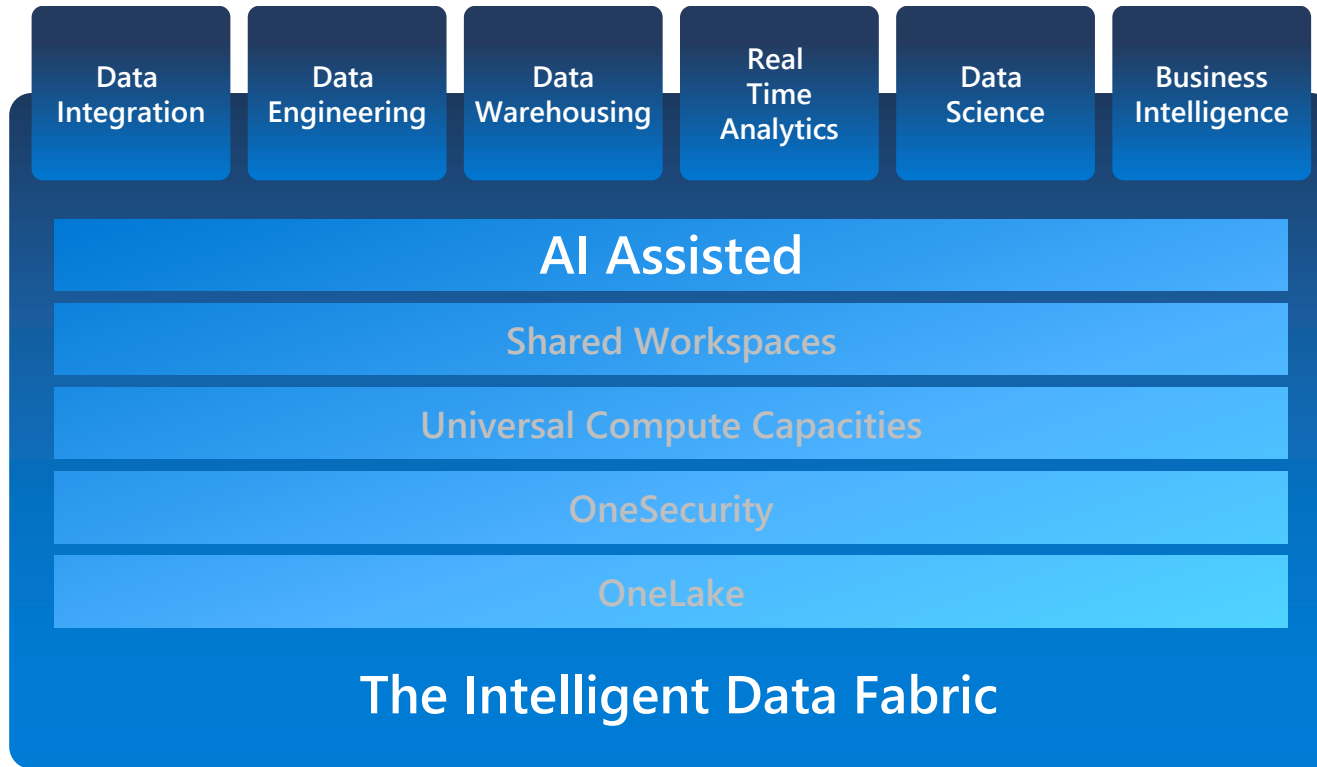 Data
Integration
Data
Engineering
Data
Warehousing
Real
Time
Analytics
Data
Science
Business
Intelligence
AI Assisted
Shared Workspaces
Universal Compute Capacities
OneSecurity
OneLake
The Intelligent Data Fabric